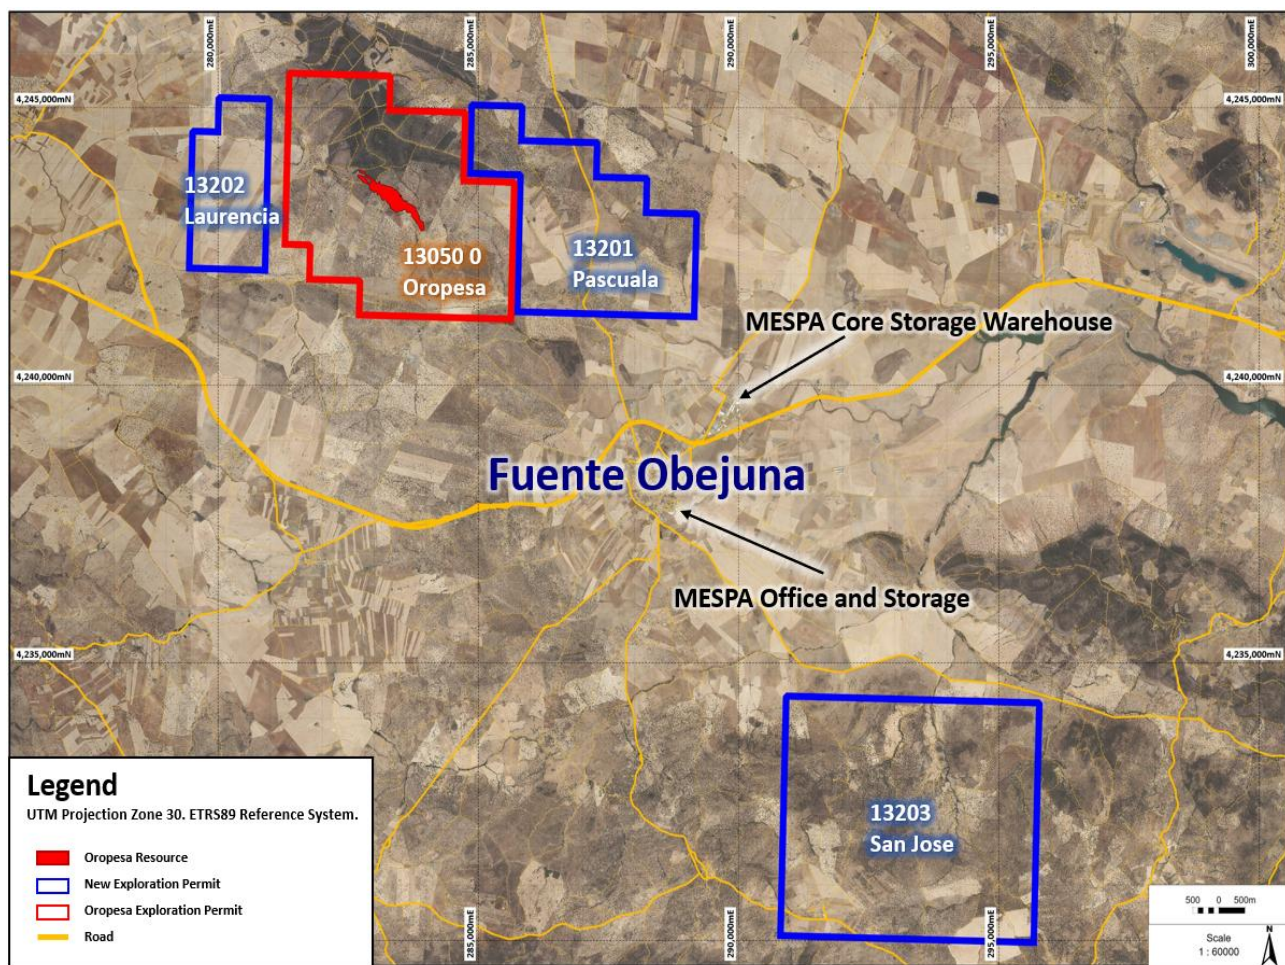 280,000mE
285,000mE
290,000mE
295,000mE
300,000mE
4,245,000mN
4,245,000mN
13202
Laurencia
13050 0
Oropesa
13201
Pascuala
MESPA Core Storage Warehouse
4,240,000mN
4,240,000mN
Fuente Obejuna
MESPA Office and Storage
4,235,000mN
4,235,000mN
13203
San Jose
Legend
UTM Projection Zone 30. ETRS89 Reference System.
Oropesa Resource
New Exploration Permit
Oropesa Exploration Permit
Road
285,000mE
290,000mE
295,000mE
500 0 500m
Scale
1 : 60000
N